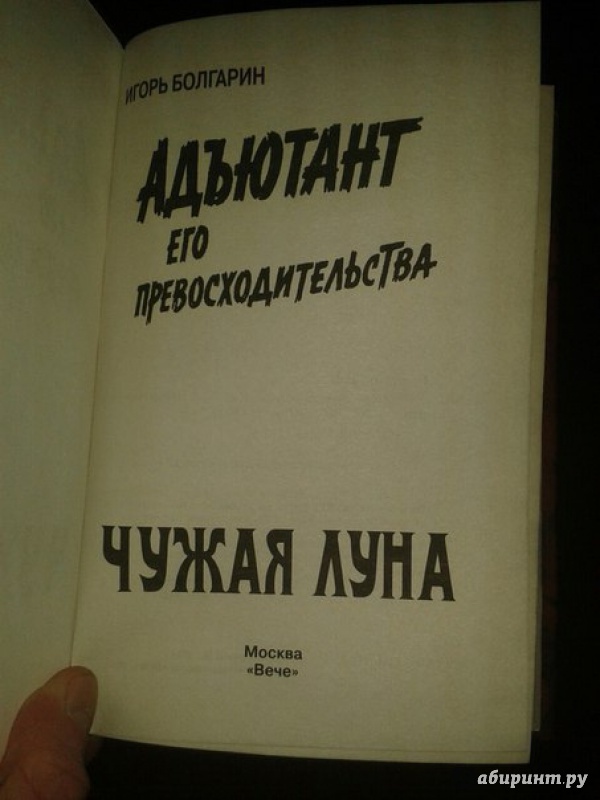 ИГОРЬ БОЛГАРИН
АДЪЮТАНТ
ЕГО
ПРЕВОСХОДИТЕЛЬСТВА
ЧУЖАЯ ЛУНА
Москва
«Вече»
абиринт.ру